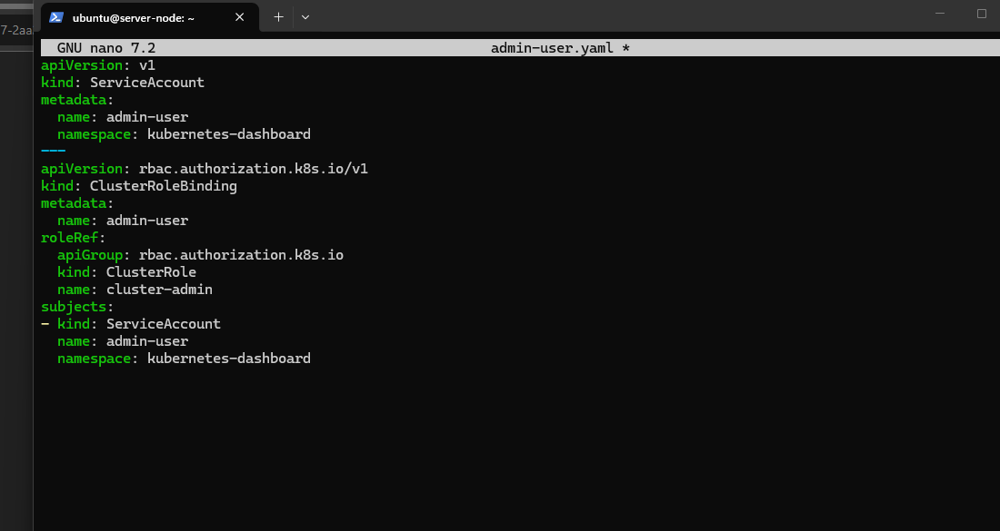 ubuntu@server-node: ~
7-2aa
GNU nano 7.2 admin-user.yaml *
apiVersion: v1
kind: ServiceAccount
metadata:
  name: admin-user
  namespace: kubernetes-dashboard
---
apiVersion: rbac.authorization.k8s.io/v1
kind: ClusterRoleBinding
metadata:
  name: admin-user
roleRef:
  apiGroup: rbac.authorization.k8s.io
  kind: ClusterRole
  name: cluster-admin
subjects:
- kind: ServiceAccount
  name: admin-user
  namespace: kubernetes-dashboard